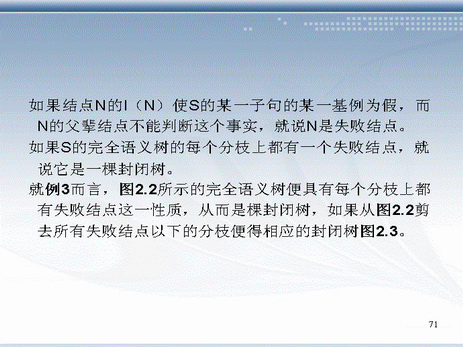 如果结点N的I（N）使S的某一子句的某一基例为假，而
N的父辈结点不能判断这个事实，就说N是失败结点。
如果S的完全语义树的每个分枝上都有一个失败结点，就
说它是一棵封闭树。
就例3而言，图2.2所示的完全语义树便具有每个分枝上都
有失败结点这一性质，从而是棵封闭树，如果从图2.2剪
去所有失败结点以下的分枝便得相应的封闭树图2.3。
71